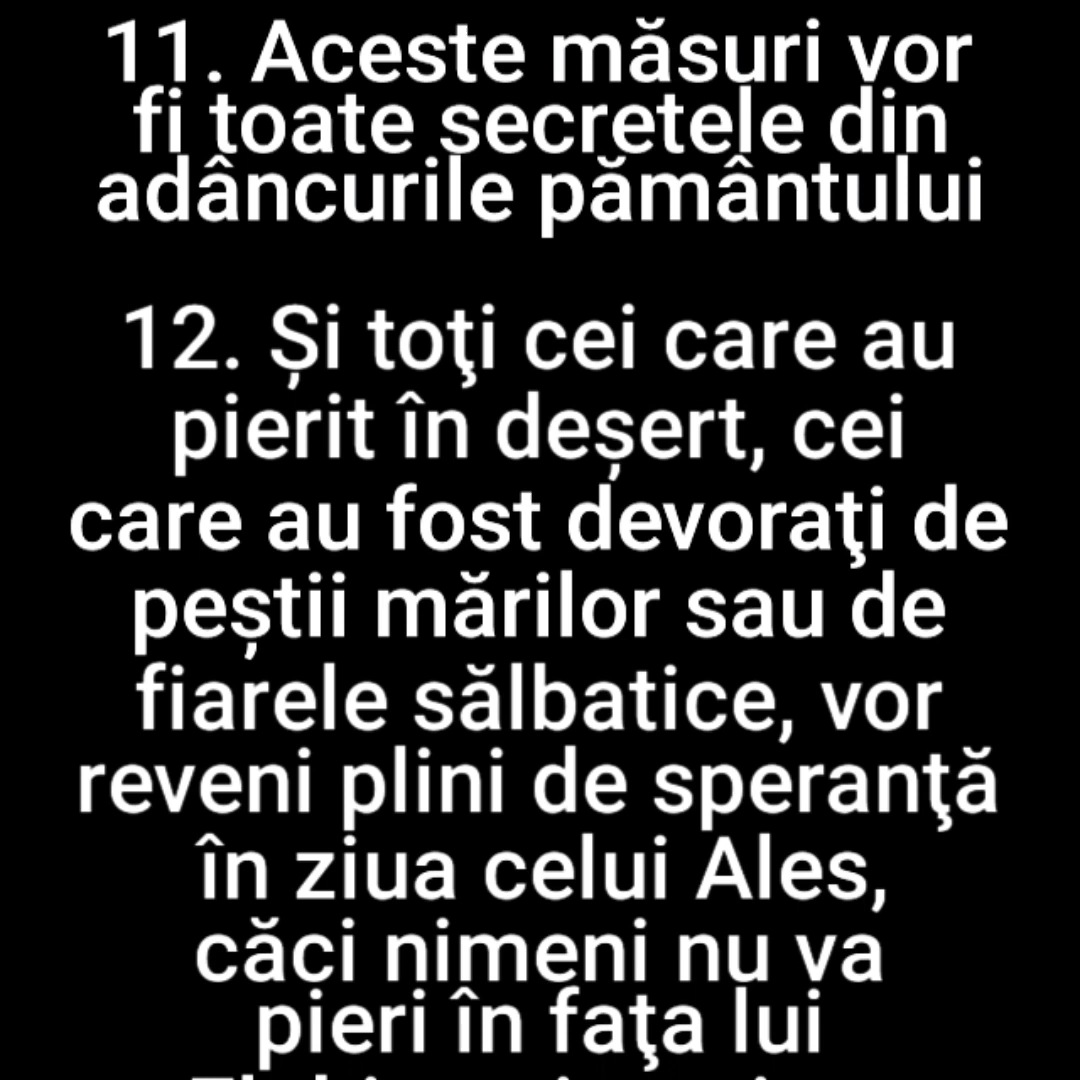 11. Aceste măsuri vor
fi toate secretele din
adâncurile pământului
12. Și toţi cei care au
pierit în deșert, cei
care au fost devoraţi de
peștii mărilor sau de
fiarele sălbatice, vor
reveni plini de speranţă
în ziua celui Ales,
căci nimeni nu va
pieri în faţa lui